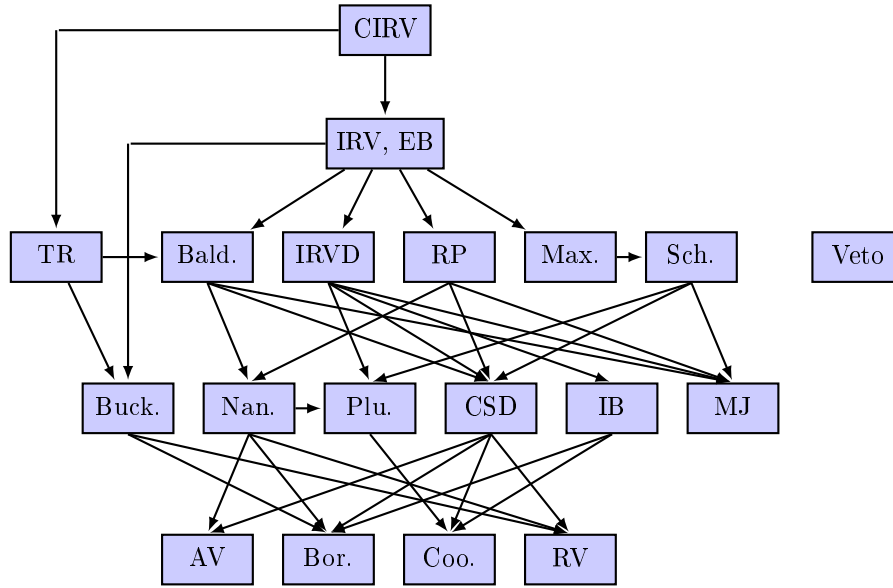 CIRV
IRV, EB
TR Bald. IRVD RP Max. Sch. Veto
Buck. Nan. Plu. CSD IB MJ
AV Bor. Coo. RV